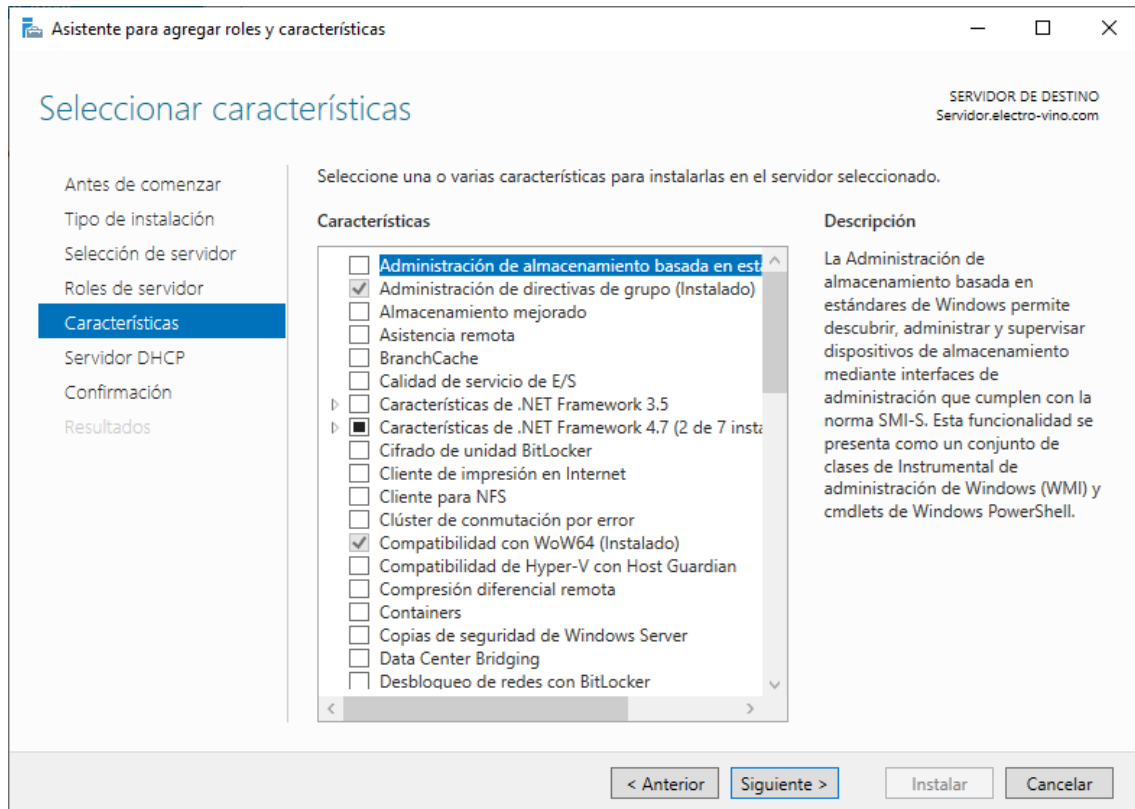 Asistente para agregar roles y características
Seleccionar características
SERVIDOR DE DESTINO
Servidor.electro-vino.com
Antes de comenzar
Tipo de instalación
Selección de servidor
Roles de servidor
Características
Servidor DHCP
Confirmación
Resultados
Seleccione una o varias características para instalarlas en el servidor seleccionado.
Características
Administración de almacenamiento basada en está
Administración de directivas de grupo (Instalado)
Almacenamiento mejorado
Asistencia remota
BranchCache
Calidad de servicio de E/S
Características de .NET Framework 3.5
Características de .NET Framework 4.7 (2 de 7 insta
Cifrado de unidad BitLocker
Cliente de impresión en Internet
Cliente para NFS
Clúster de conmutación por error
Compatibilidad con WoW64 (Instalado)
Compatibilidad de Hyper-V con Host Guardian
Compresión diferencial remota
Containers
Copias de seguridad de Windows Server
Data Center Bridging
Desbloqueo de redes con BitLocker
Descripción
La Administración de
almacenamiento basada en
estándares de Windows permite
descubrir, administrar y supervisar
dispositivos de almacenamiento
mediante interfaces de
administración que cumplen con la
norma SMI-S. Esta funcionalidad se
presenta como un conjunto de
clases de Instrumental de
administración de Windows (WMI) y
cmdlets de Windows PowerShell.
< Anterior
Siguiente >
Instalar
Cancelar